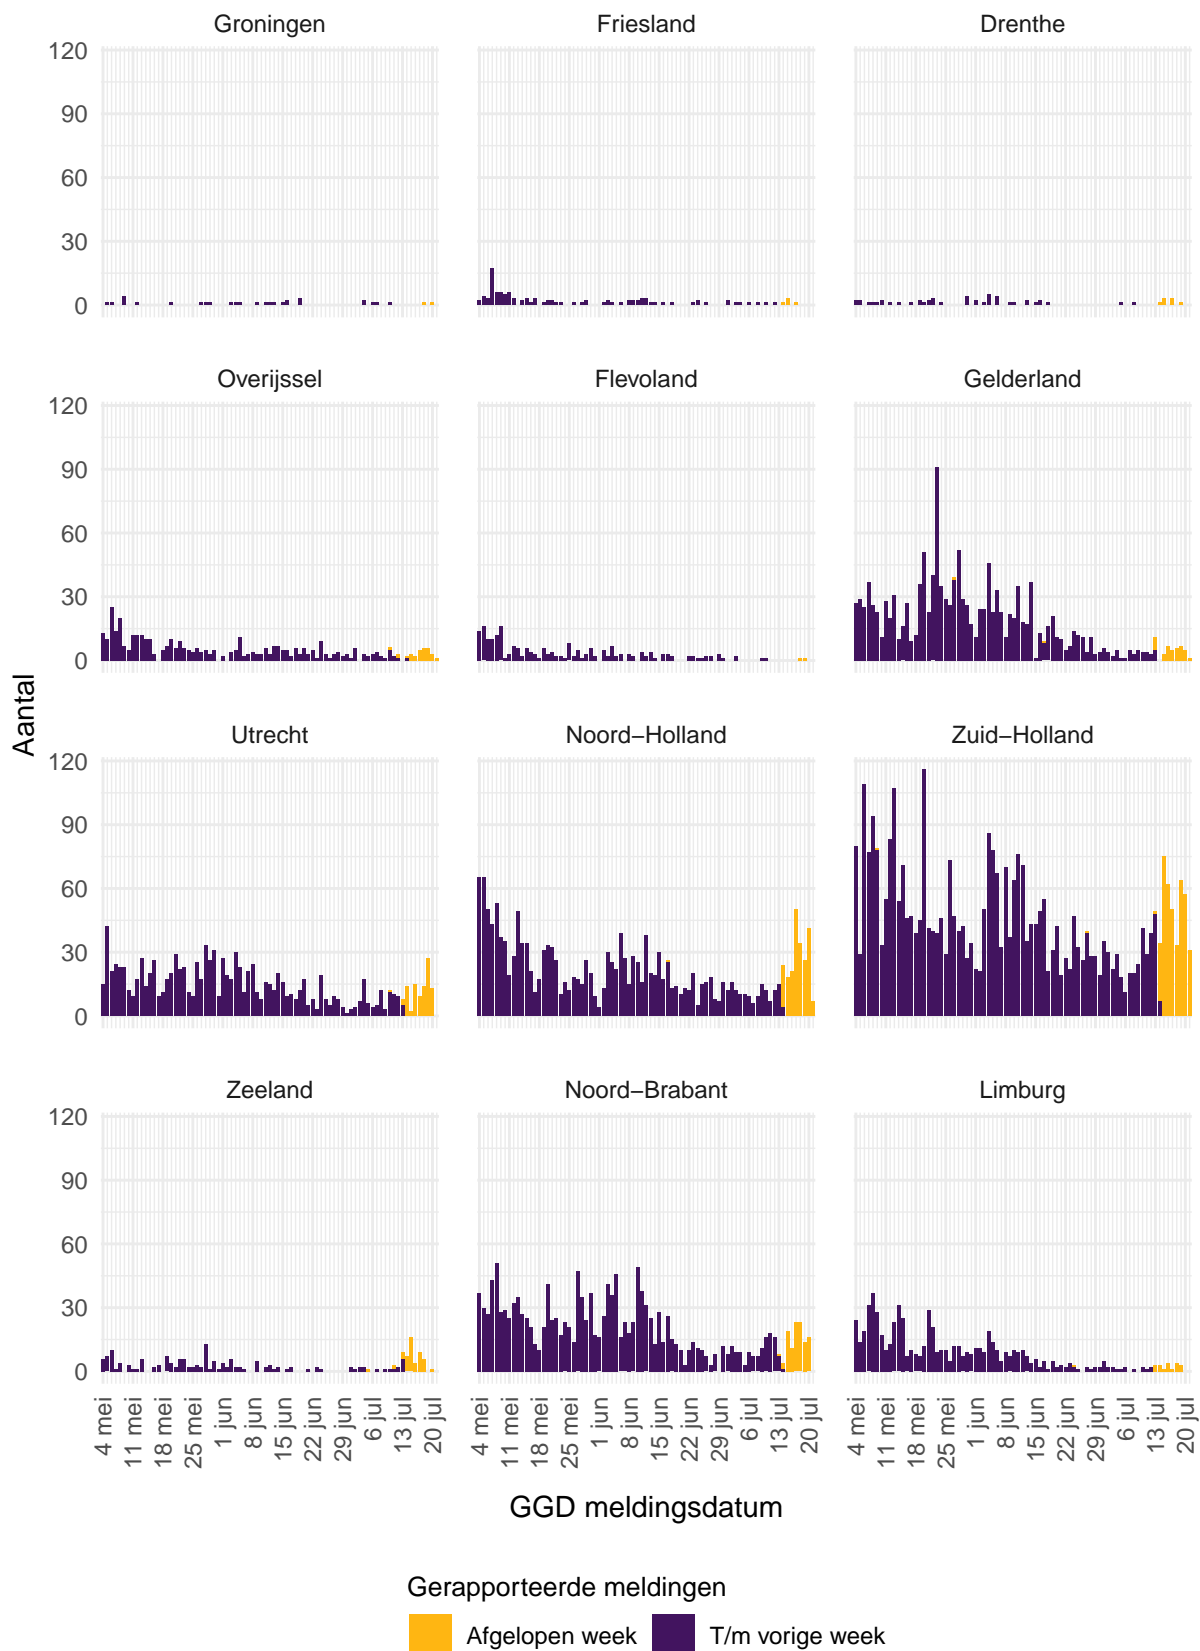 Groningen Friesland Drenthe
120
90
60
30
0
Overijssel Flevoland Gelderland
120
90
60
30
0
Aantal
Utrecht Noord−Holland Zuid−Holland
120
90
60
30
0
Zeeland Noord−Brabant Limburg
120
90
60
30
0
4 mei 11 mei 18 mei 25 mei 1 jun 8 jun 15 jun 22 jun 29 jun 6 jul 13 jul 20 jul 4 mei 11 mei 18 mei 25 mei 1 jun 8 jun 15 jun 22 jun 29 jun 6 jul 13 jul 20 jul 4 mei 11 mei 18 mei 25 mei 1 jun 8 jun 15 jun 22 jun 29 jun 6 jul 13 jul 20 jul
GGD meldingsdatum
Gerapporteerde meldingen
Afgelopen week T/m vorige week